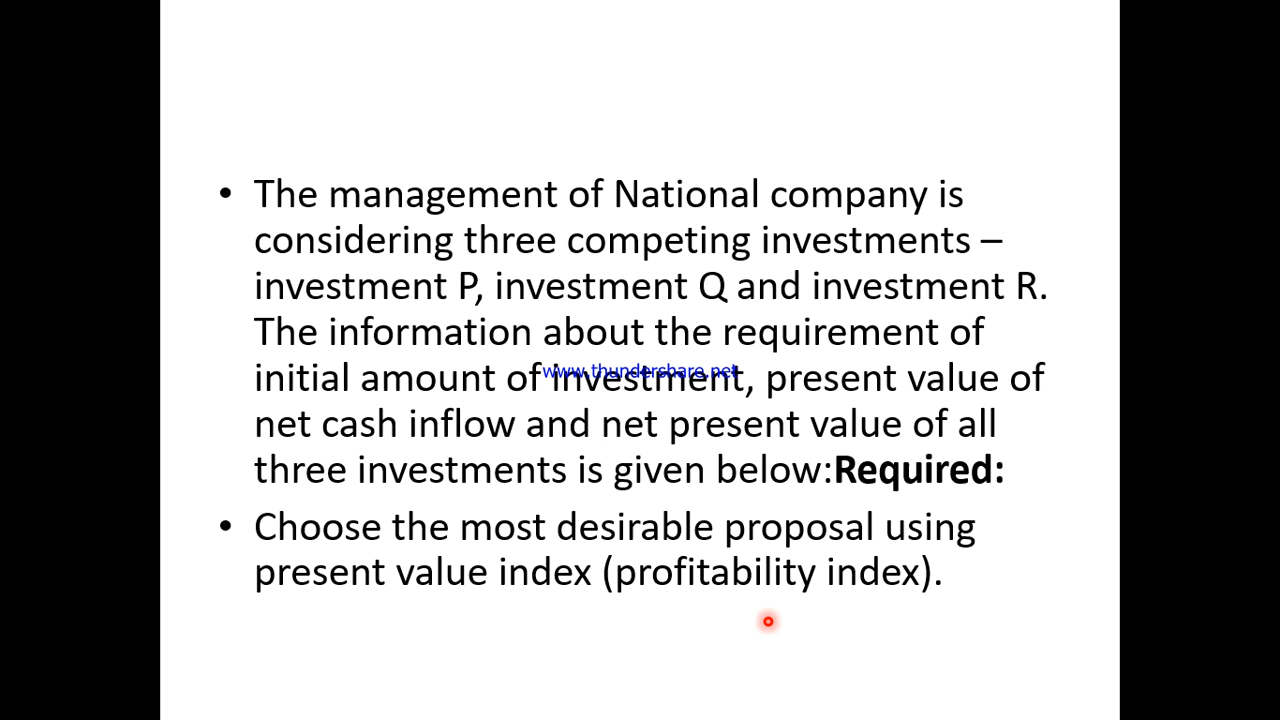 • The management of National company is
considering three competing investments –
investment P, investment Q and investment R.
The information about the requirement of
initial amount of investment, present value of
www.thundershare.net
net cash inflow and net present value of all
three investments is given below:Required:
• Choose the most desirable proposal using
present value index (profitability index).